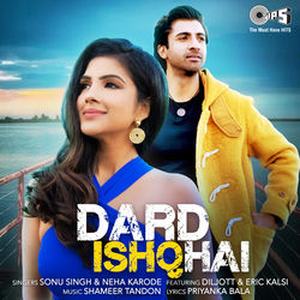 Tips
The Must Have HITS
DARD
ISHQ HAI
SINGERS SONU SINGH & NEHA KARODE FEATURING DILJOTT & ERIC KALSI
MUSIC SHAMEER TANDON LYRICS PRIYANKA BALA